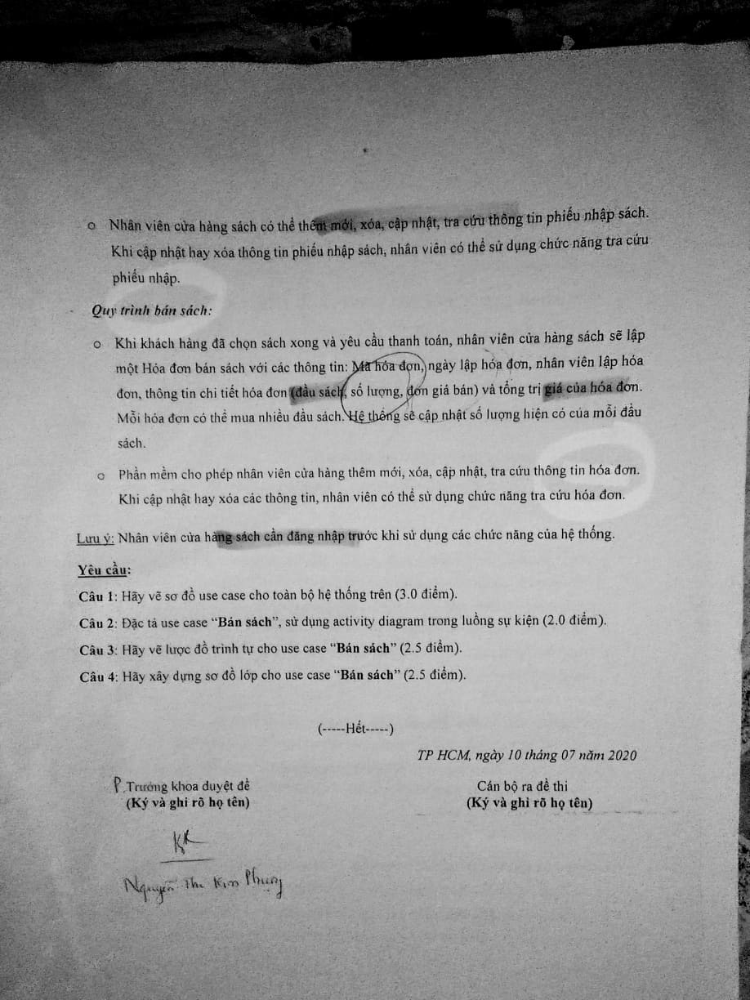 o Nhân viên cửa hàng sách có thể thêm mới, xóa, cập nhật, tra cứu thông tin phiếu nhập sách.
Khi cập nhật hay xóa thông tin phiếu nhập sách, nhân viên có thể sử dụng chức năng tra cứu
phiếu nhập.
Quy trình bán sách:
o Khi khách hàng đã chọn sách xong và yêu cầu thanh toán, nhân viên cửa hàng sách sẽ lập
một Hóa đơn bán sách với các thông tin: Mã hóa đơn, ngày lập hóa đơn, nhân viên lập hóa
đơn, thông tin chi tiết hóa đơn (đầu sách, số lượng, đơn giá bán) và tổng trị giá của hóa đơn.
Mỗi hóa đơn có thể mua nhiều đầu sách. Hệ thống sẽ cập nhật số lượng hiện có của mỗi đầu
sách.
o Phần mềm cho phép nhân viên cửa hàng thêm mới, xóa, cập nhật, tra cứu thông tin hóa đơn.
Khi cập nhật hay xóa các thông tin, nhân viên có thể sử dụng chức năng tra cứu hóa đơn.
Lưu ý: Nhân viên cửa hàng sách cần đăng nhập trước khi sử dụng các chức năng của hệ thống.
Yêu cầu:
Câu 1: Hãy vẽ sơ đồ use case cho toàn bộ hệ thống trên (3.0 điểm).
Câu 2: Đặc tả use case “Bán sách”, sử dụng activity diagram trong luồng sự kiện (2.0 điểm).
Câu 3: Hãy vẽ lược đồ trình tự cho use case “Bán sách” (2.5 điểm).
Câu 4: Hãy xây dựng sơ đồ lớp cho use case “Bán sách” (2.5 điểm).
(-----Hết-----)
TP HCM, ngày 10 tháng 07 năm 2020
P. Trưởng khoa duyệt đề
(Ký và ghi rõ họ tên)
Cán bộ ra đề thi
(Ký và ghi rõ họ tên)
Nguyễn Thị Kim Phụng